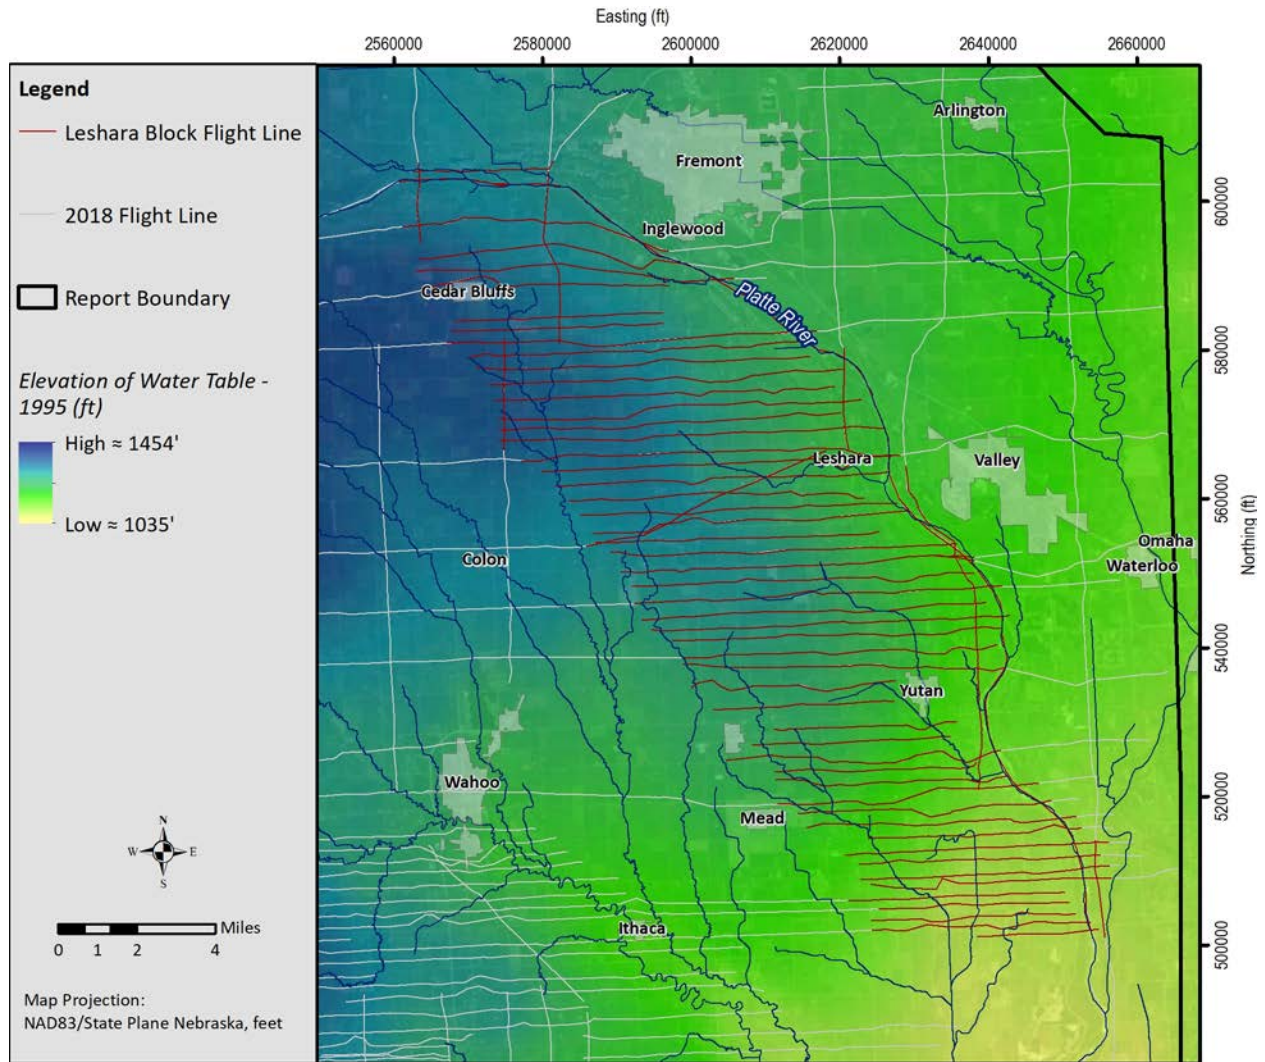 Easting (ft)
2560000 2580000 2600000 2620000 2640000 2660000
Legend
Leshara Block Flight Line
2018 Flight Line
Report Boundary
Elevation of Water Table -
1995 (ft)
High ≈ 1454'
Low ≈ 1035'
N
W E
S
Miles
0 1 2 4
Map Projection:
NAD83/State Plane Nebraska, feet
Arlington
Fremont
Inglewood
Cedar Bluffs
Platte River
Leshara
Valley
Omaha
Waterloo
Colon
Yutan
Wahoo
Mead
Ithaca
600000
580000
560000
540000
520000
500000
Northing (ft)